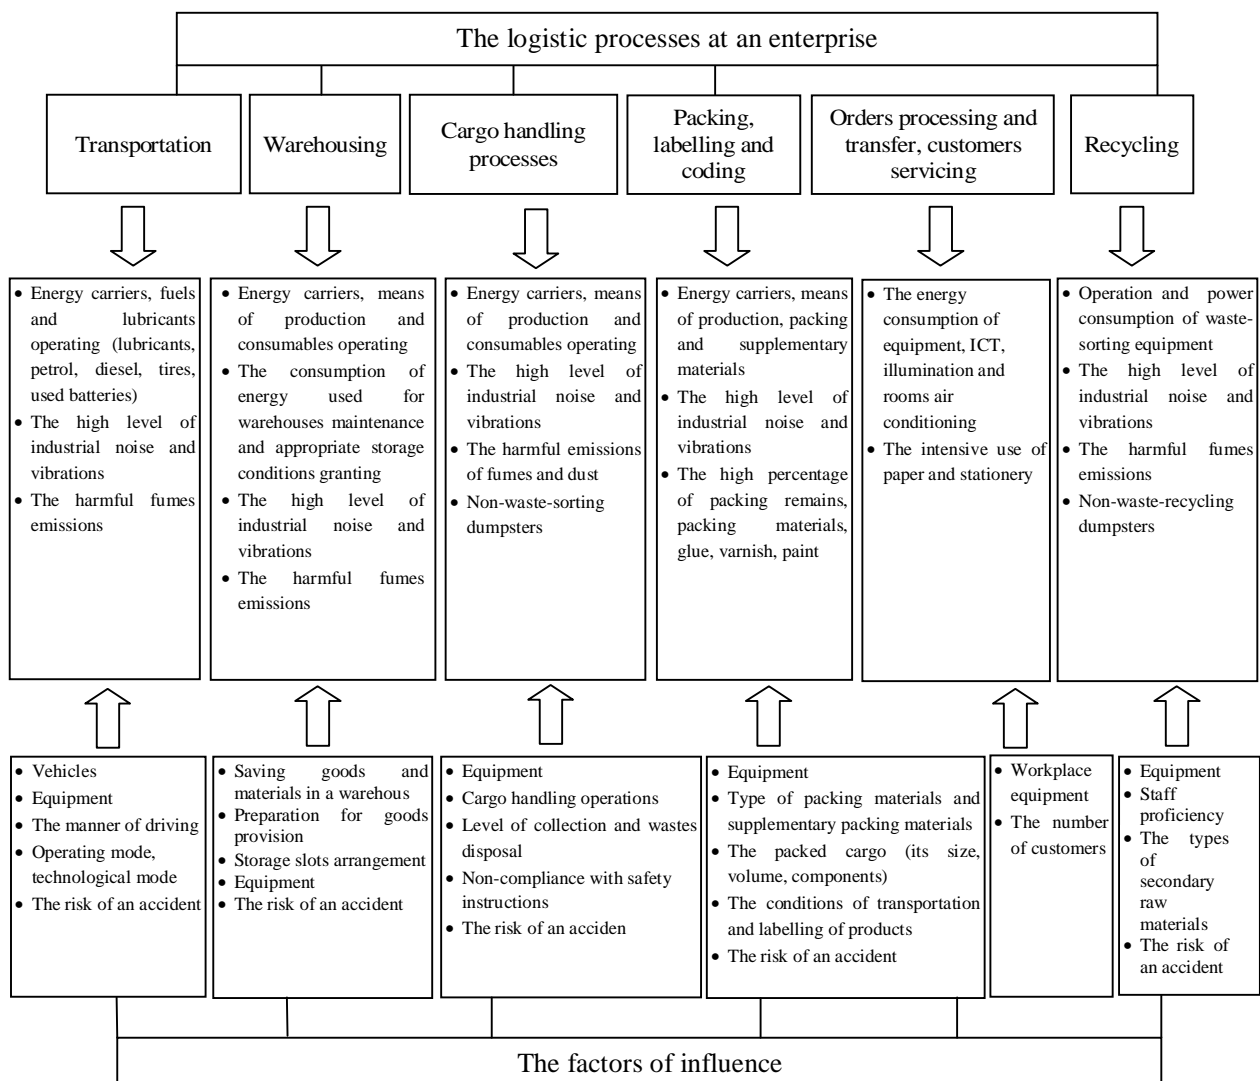 The logistic processes at an enterprise
Transportation
Warehousing
Cargo handling
processes
Packing,
labelling and
coding
Orders processing and
transfer, customers
servicing
Recycling
• Energy carriers, fuels
and lubricants
operating (lubricants,
petrol, diesel, tires,
used batteries)
• The high level of
industrial noise and
vibrations
• The harmful fumes
emissions
• Energy carriers, means
of production and
consumables operating
• The consumption of
energy used for
warehouses maintenance
and appropriate storage
conditions granting
• The high level of
industrial noise and
vibrations
• The harmful fumes
emissions
• Energy carriers, means
of production and
consumables operating
• The high level of
industrial noise and
vibrations
• The harmful emissions
of fumes and dust
• Non-waste-sorting
dumpsters
• Energy carriers, means
of production, packing
and supplementary
materials
• The high level of
industrial noise and
vibrations
• The high percentage
of packing remains,
packing materials,
glue, varnish, paint
• The energy
consumption of
equipment, ICT,
illumination and
rooms air
conditioning
• The intensive use of
paper and stationery
• Operation and power
consumption of waste-
sorting equipment
• The high level of
industrial noise and
vibrations
• The harmful fumes
emissions
• Non-waste-recycling
dumpsters
• Vehicles
• Equipment
• The manner of driving
• Operating mode,
technological mode
• The risk of an accident
• Saving goods and
materials in a warehous
• Preparation for goods
provision
• Storage slots arrangement
• Equipment
• The risk of an accident
• Equipment
• Cargo handling operations
• Level of collection and wastes
disposal
• Non-compliance with safety
instructions
• The risk of an acciden
• Equipment
• Type of packing materials and
supplementary packing materials
• The packed cargo (its size,
volume, components)
• The conditions of transportation
and labelling of products
• The risk of an accident
• Workplace
equipment
• The number
of customers
• Equipment
• Staff
proficiency
• The types
of
secondary
raw
materials
• The risk of
an accident
The factors of influence